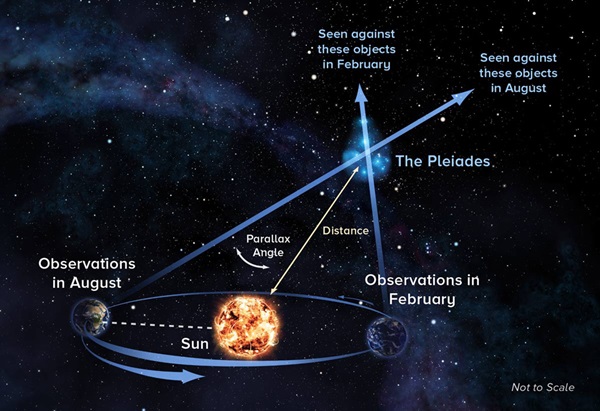 Seen against
these objects
in February
Seen against
these objects
in August
The Pleiades
Distance
Parallax
Angle
Observations
in August
Observations in
February
Sun
Not to Scale